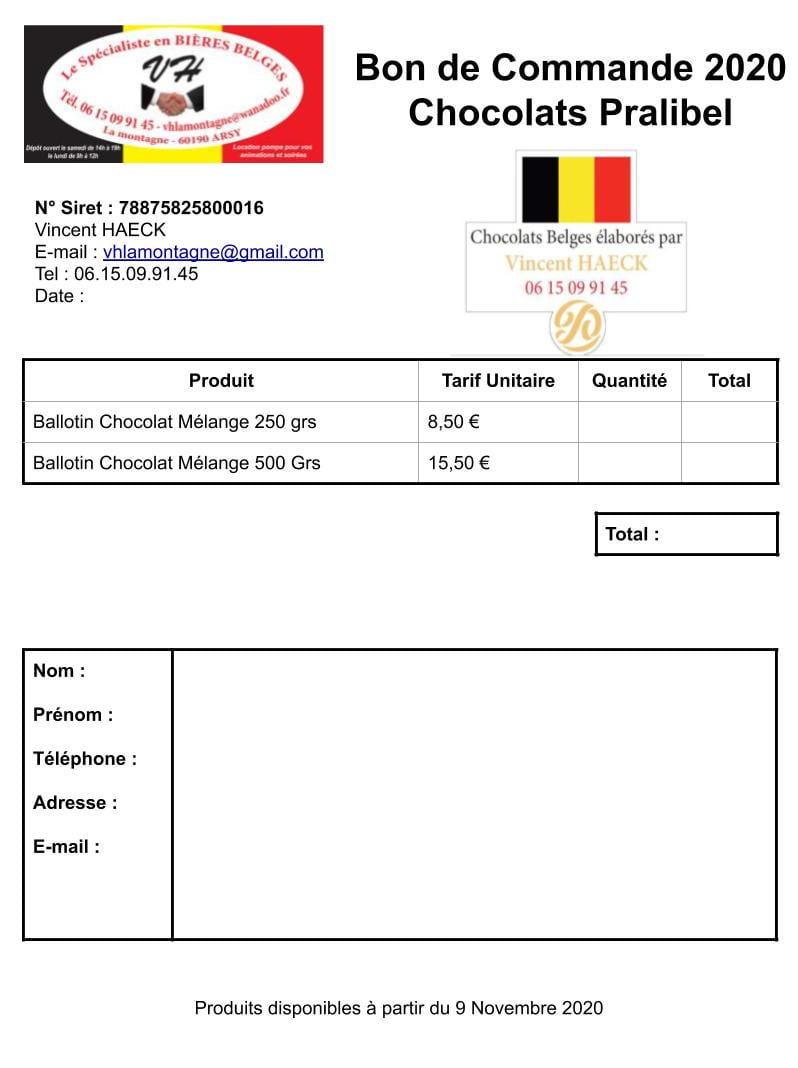 Le Spécialiste en BIÈRES BELGES
VH
Tél. 06 15 09 91 45 - vhlamontagne@wanadoo.fr
La montagne - 60190 ARSY
Dépôt ouvert le samedi de 14h à 19h
le lundi de 9h à 12h
Location pompe pour vos
animations et soirées
Bon de Commande 2020
Chocolats Pralibel
N° Siret : 78875825800016
Vincent HAECK
E-mail : vhlamontagne@gmail.com
Tel : 06.15.09.91.45
Date :
Chocolats Belges élaborés par
Vincent HAECK
06 15 09 91 45
Produit Tarif Unitaire Quantité Total
Ballotin Chocolat Mélange 250 grs 8,50 €
Ballotin Chocolat Mélange 500 Grs 15,50 €
Total :
Nom :
Prénom :
Téléphone :
Adresse :
E-mail :
Produits disponibles à partir du 9 Novembre 2020